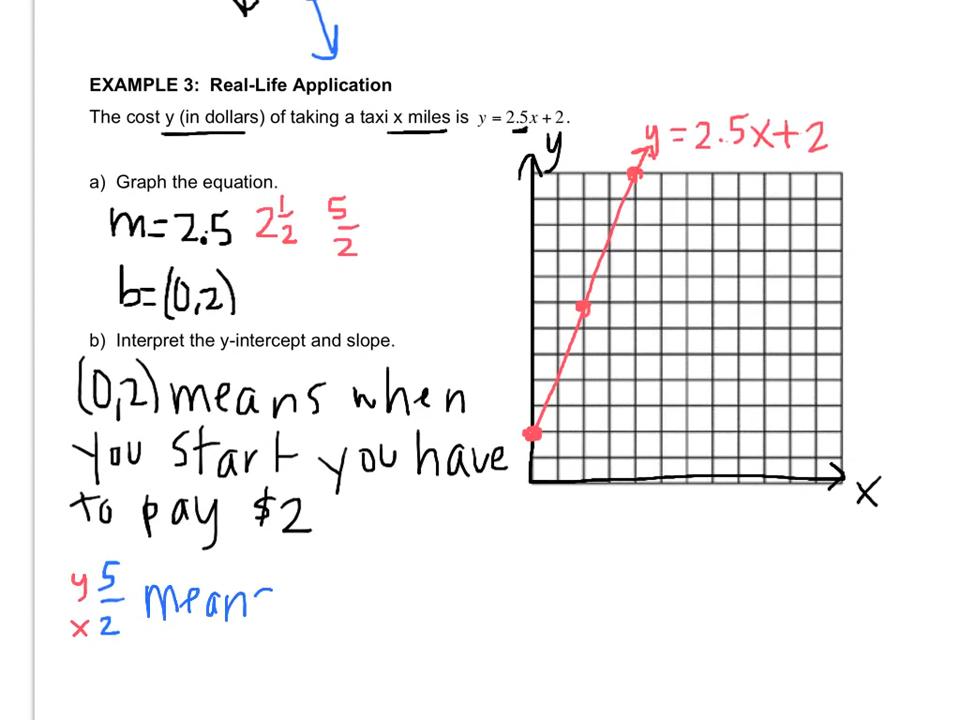 EXAMPLE 3: Real-Life Application
The cost y (in dollars) of taking a taxi x miles is y = 2.5x + 2.
y
y = 2.5x + 2
a) Graph the equation.
m = 2.5 2 1/2 5/2
b = (0,2)
b) Interpret the y-intercept and slope.
(0,2) means when
you start you have
to pay $2
x
y 5
x 2 mean